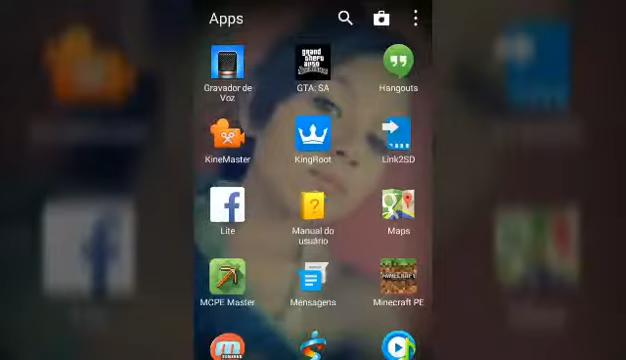 Apps
Gravador de
Voz
GTA: SA
Hangouts
KineMaster
KingRoot
Link2SD
Lite
Manual do
usuário
Maps
MCPE Master
Mensagens
Minecraft PE